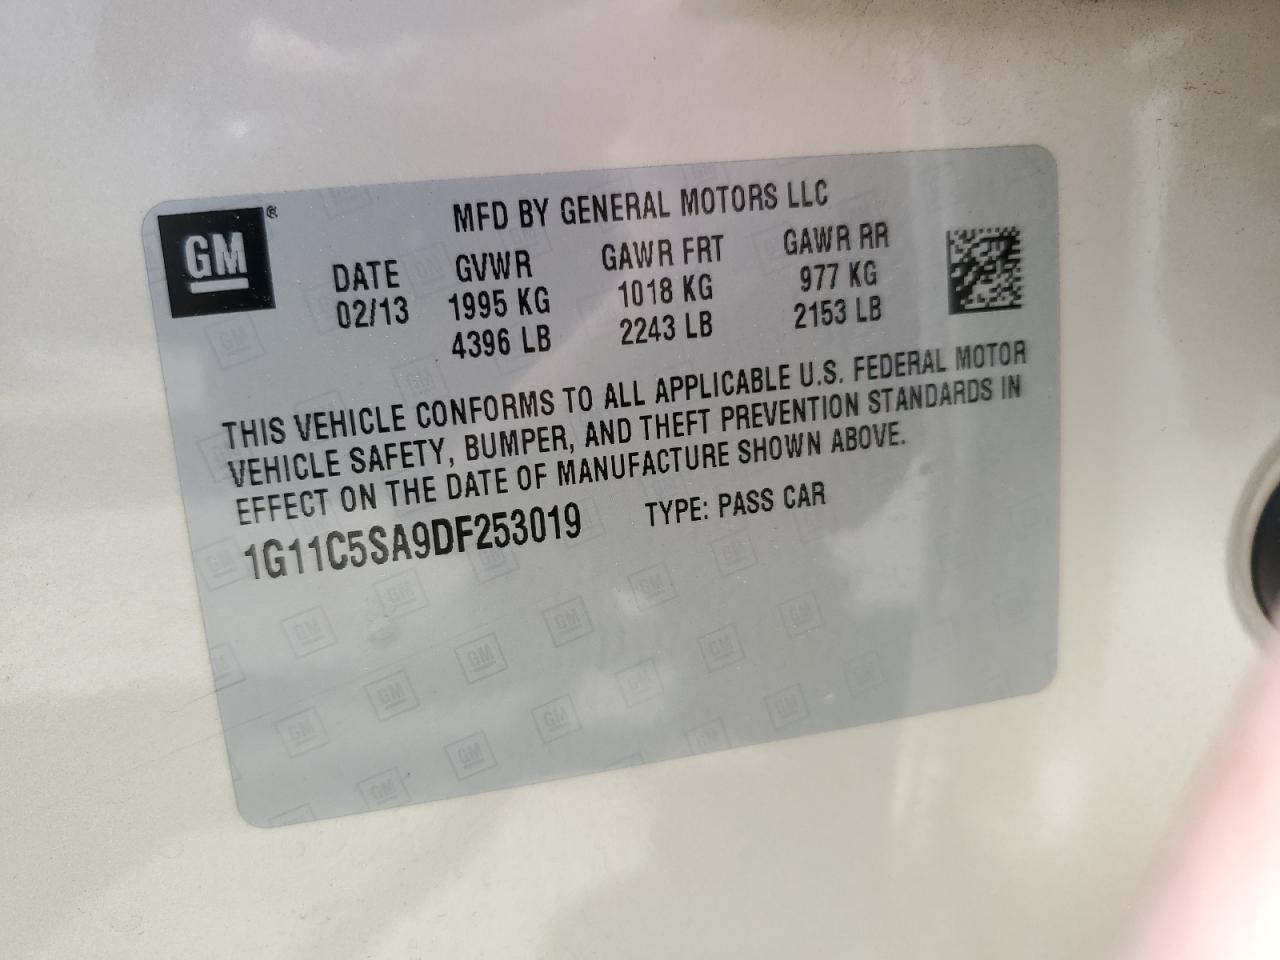 GM®
MFD BY GENERAL MOTORS LLC
DATE GVWR GAWR FRT GAWR RR
02/13 1995 KG 1018 KG 977 KG
4396 LB 2243 LB 2153 LB
THIS VEHICLE CONFORMS TO ALL APPLICABLE U.S. FEDERAL MOTOR
VEHICLE SAFETY, BUMPER, AND THEFT PREVENTION STANDARDS IN
EFFECT ON THE DATE OF MANUFACTURE SHOWN ABOVE.
1G11C5SA9DF253019 TYPE: PASS CAR